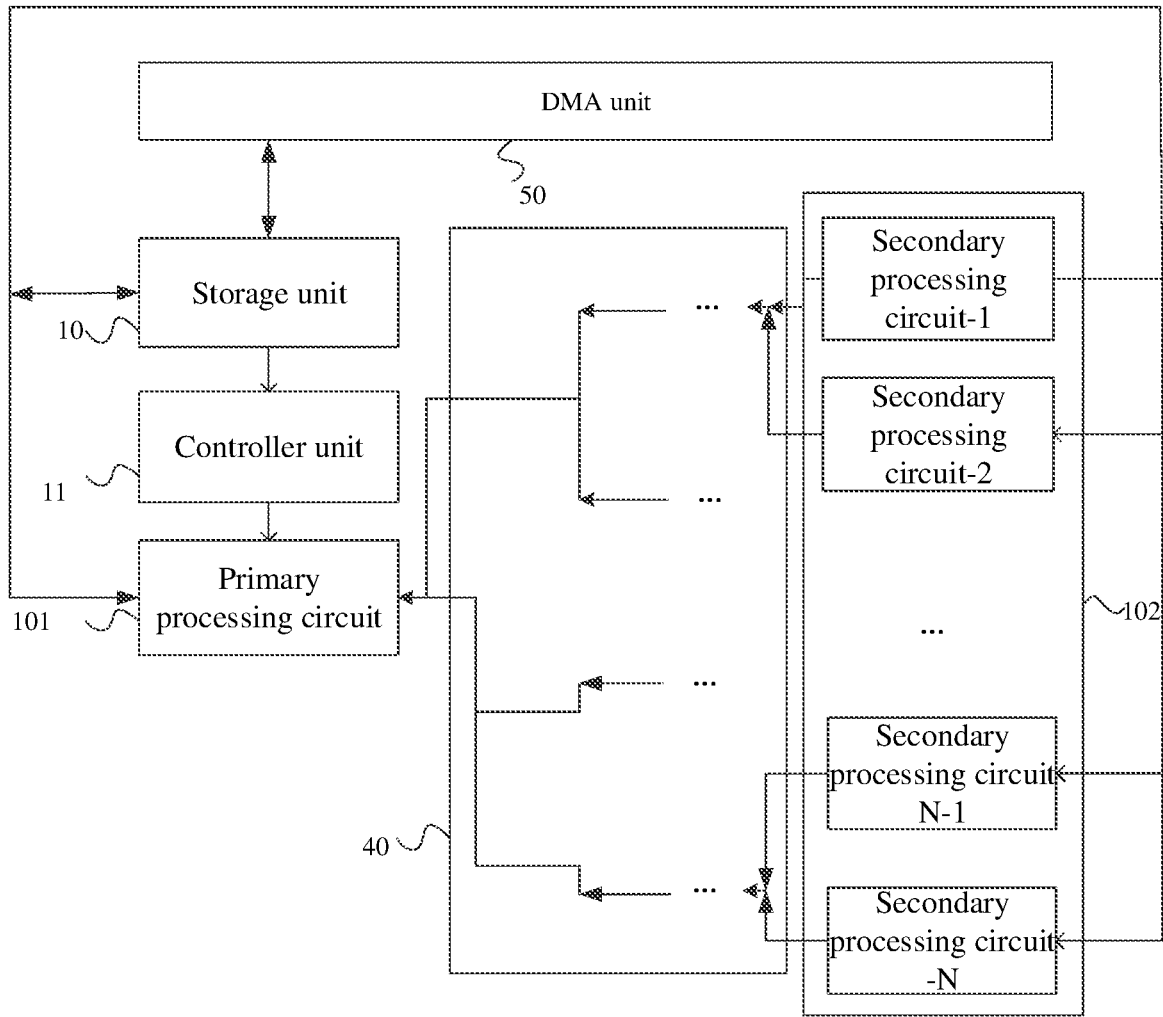 DMA unit
50
Storage unit
10
Controller unit
11
Primary
processing circuit
101
40
...
...
...
...
Secondary
processing
circuit-1
Secondary
processing
circuit-2
...
102
Secondary
processing circuit
N-1
Secondary
processing circuit
-N